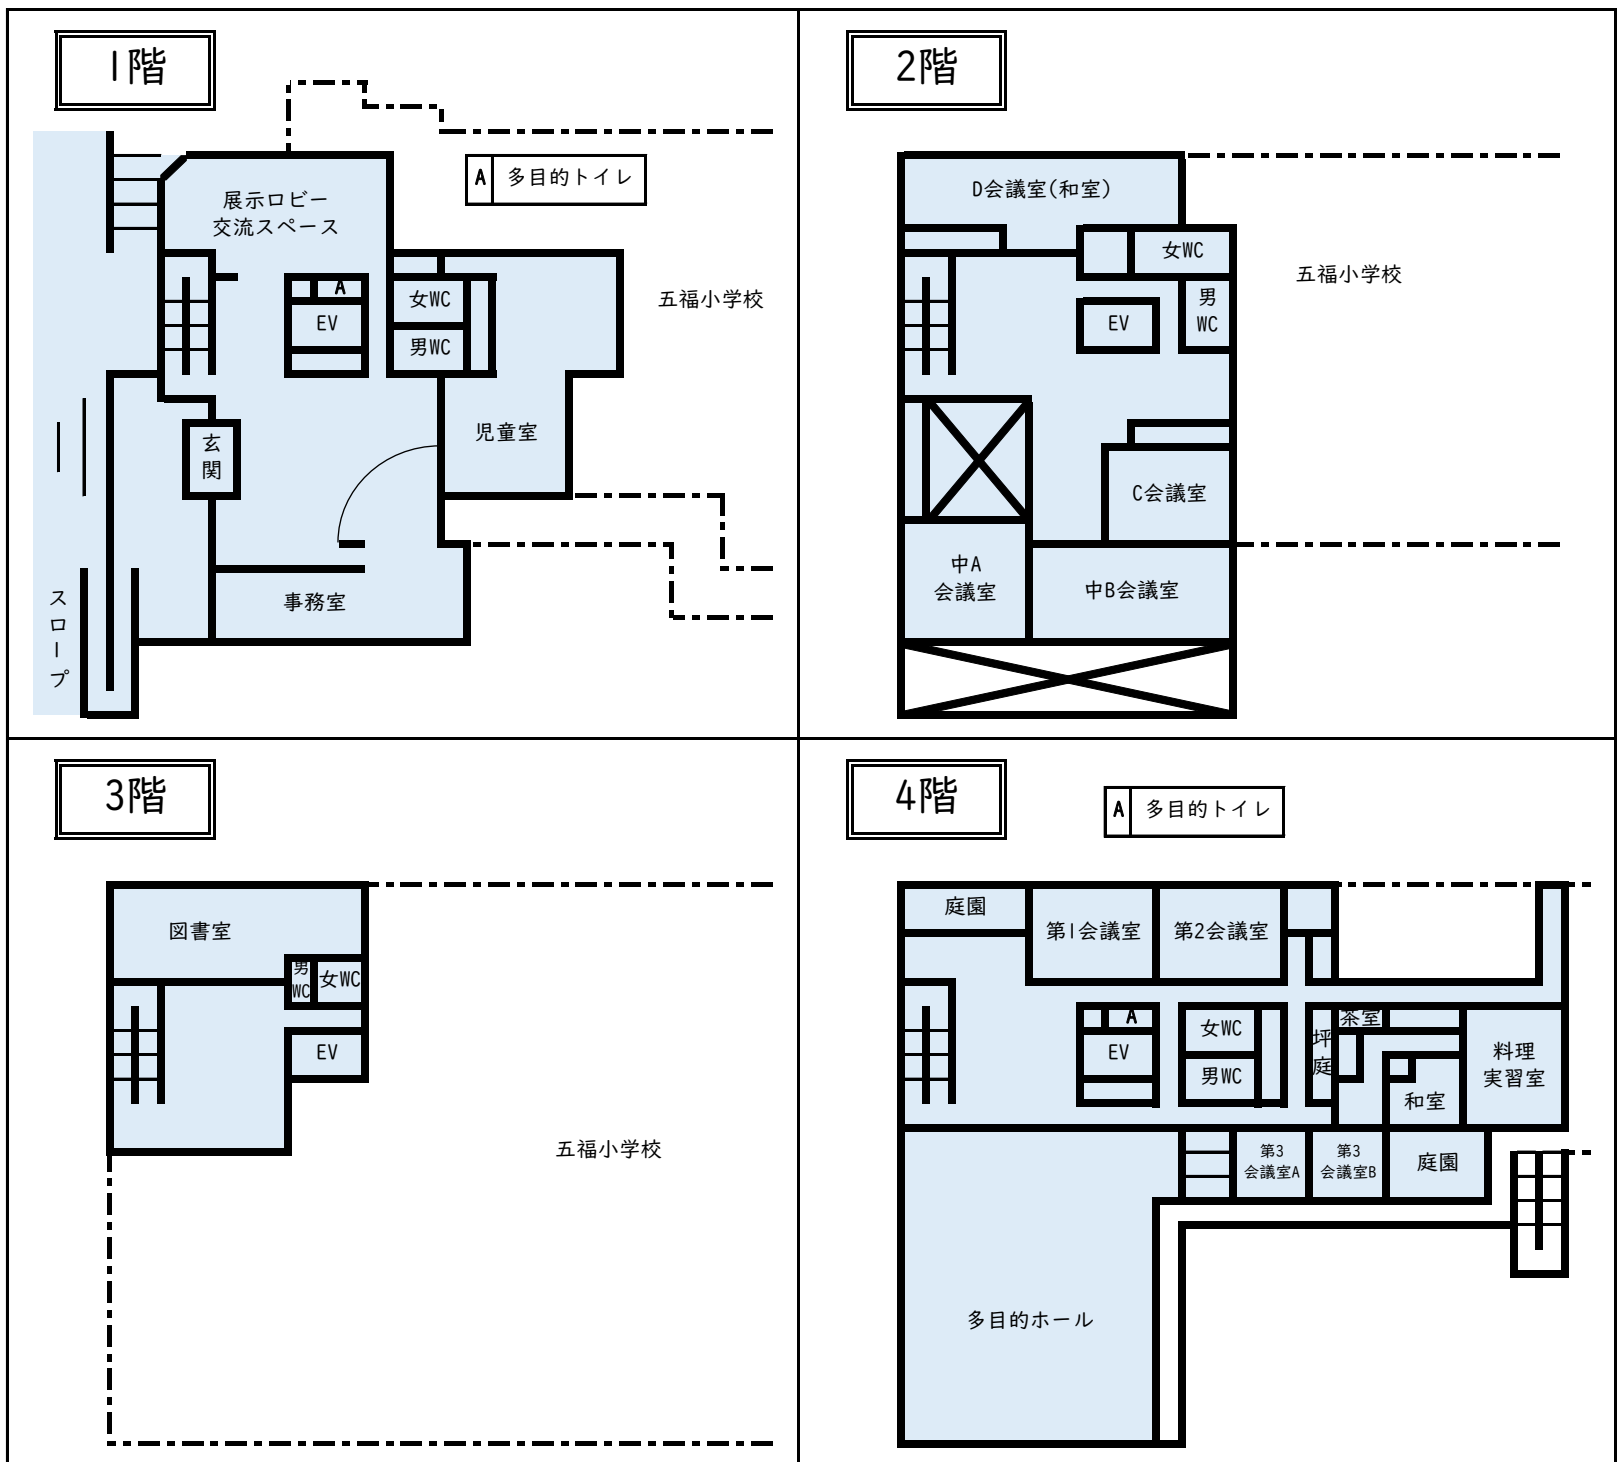 1階
A 多目的トイレ
展示ロビー
交流スペース
A
EV
女WC
男WC
五福小学校
児童室
玄
関
事務室
スロープ
2階
D会議室(和室)
女WC
男
WC
EV
五福小学校
C会議室
中A
会議室
中B会議室
3階
図書室
男
WC
女WC
EV
五福小学校
4階
A 多目的トイレ
庭園
第1会議室
第2会議室
A
EV
女WC
男WC
坪
庭
茶室
和室
料理
実習室
第3
会議室A
第3
会議室B
庭園
多目的ホール